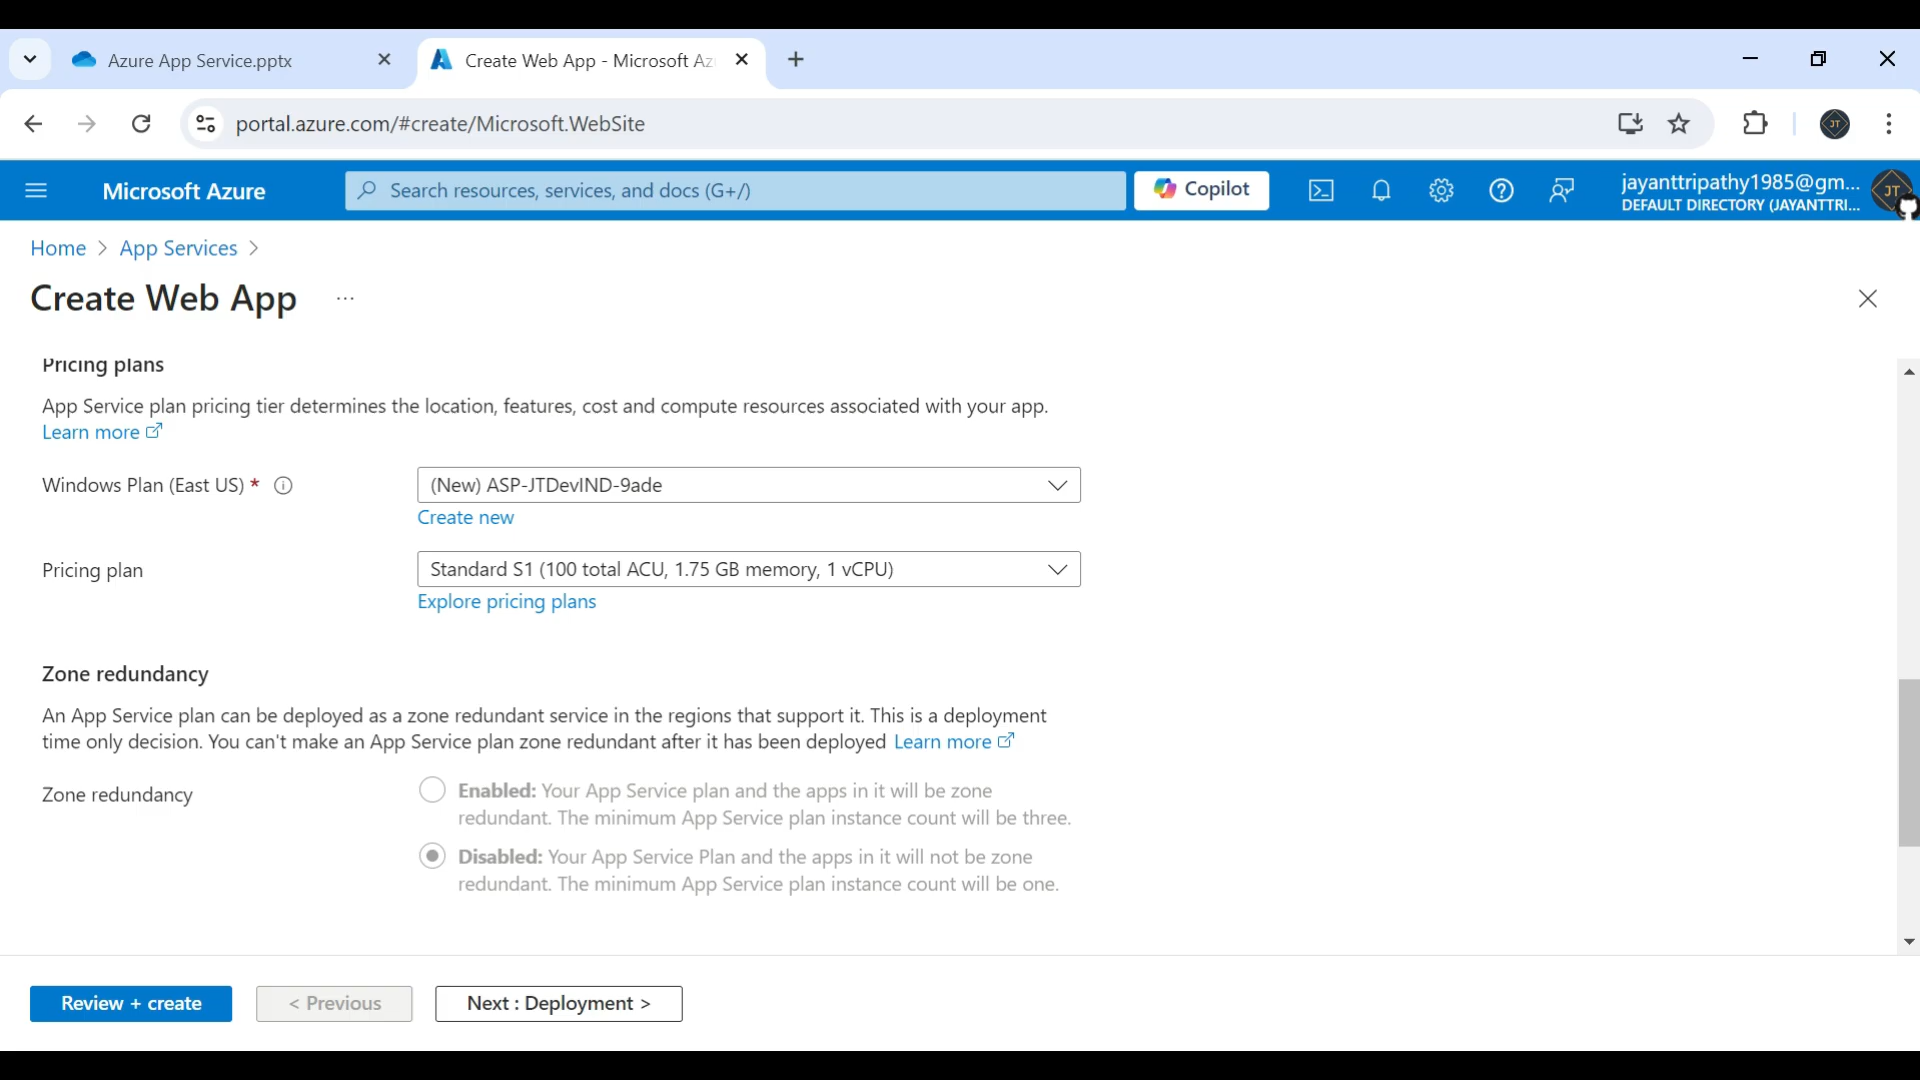 Azure App Service.pptx
Create Web App - Microsoft Az
portal.azure.com/#create/Microsoft.WebSite
JT
Microsoft Azure
Search resources, services, and docs (G+/)
Copilot
jayanttripathy1985@gm...
DEFAULT DIRECTORY (JAYANTTRI...
JT
Home > App Services >
Create Web App ...
Pricing plans
App Service plan pricing tier determines the location, features, cost and compute resources associated with your app.
Learn more
Windows Plan (East US) *
(New) ASP-JTDevIND-9ade
Create new
Pricing plan
Standard S1 (100 total ACU, 1.75 GB memory, 1 vCPU)
Explore pricing plans
Zone redundancy
An App Service plan can be deployed as a zone redundant service in the regions that support it. This is a deployment
time only decision. You can't make an App Service plan zone redundant after it has been deployed Learn more
Zone redundancy
Enabled: Your App Service plan and the apps in it will be zone
redundant. The minimum App Service plan instance count will be three.
Disabled: Your App Service Plan and the apps in it will not be zone
redundant. The minimum App Service plan instance count will be one.
Review + create
< Previous
Next : Deployment >